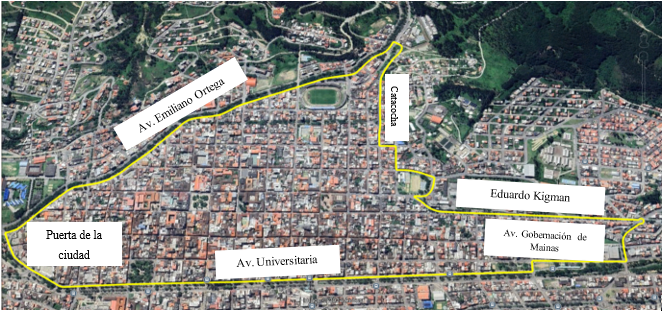 Av. Emiliano Ortega
Catacocha
Eduardo Kigman
Puerta de la
ciudad
Av. Gobernación de
Mainas
Av. Universitaria